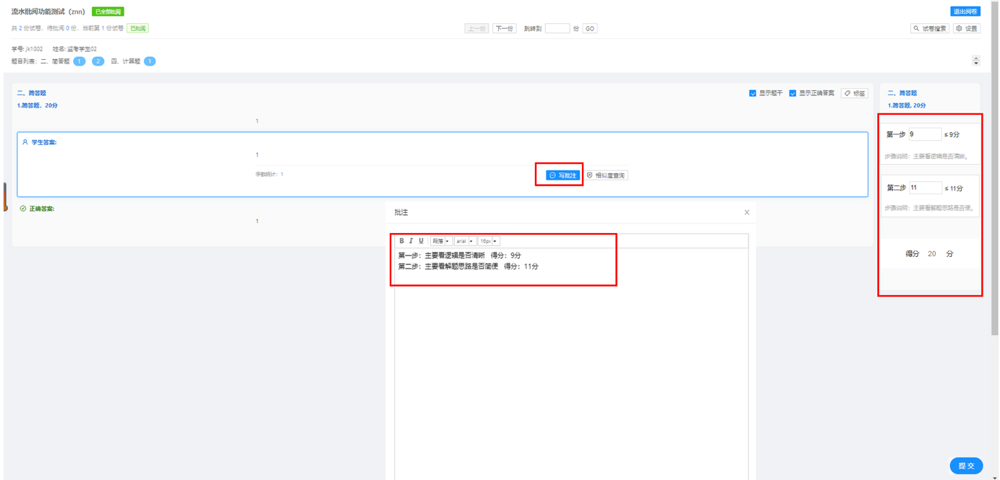 流水批阅功能测试（znn） 已全部批阅 退出阅卷
共 2 份试卷，待批阅 0 份，当前第 1 份试卷 已批阅 上一份 下一份 跳转到 份 GO 试卷搜索 设置
学号: jk1002 姓名: 监考学生02
题目列表： 二、简答题 1 2 四、计算题 1
二、简答题 显示题干 显示正确答案 标签
1.简答题，20分
1
学生答案:
1
字数统计：1 写批注 相似度查询
正确答案:
1
批注
B I U 段落 arial 16px
第一步：主要看逻辑是否清晰 得分：9分
第二步：主要看解题思路是否简便 得分：11分
二、简答题
1.简答题, 20分
第一步 9 ≤ 9分
步骤说明：主要看逻辑是否清晰。
第二步 11 ≤ 11分
步骤说明：主要看解题思路是否便。
得分 20 分
提交